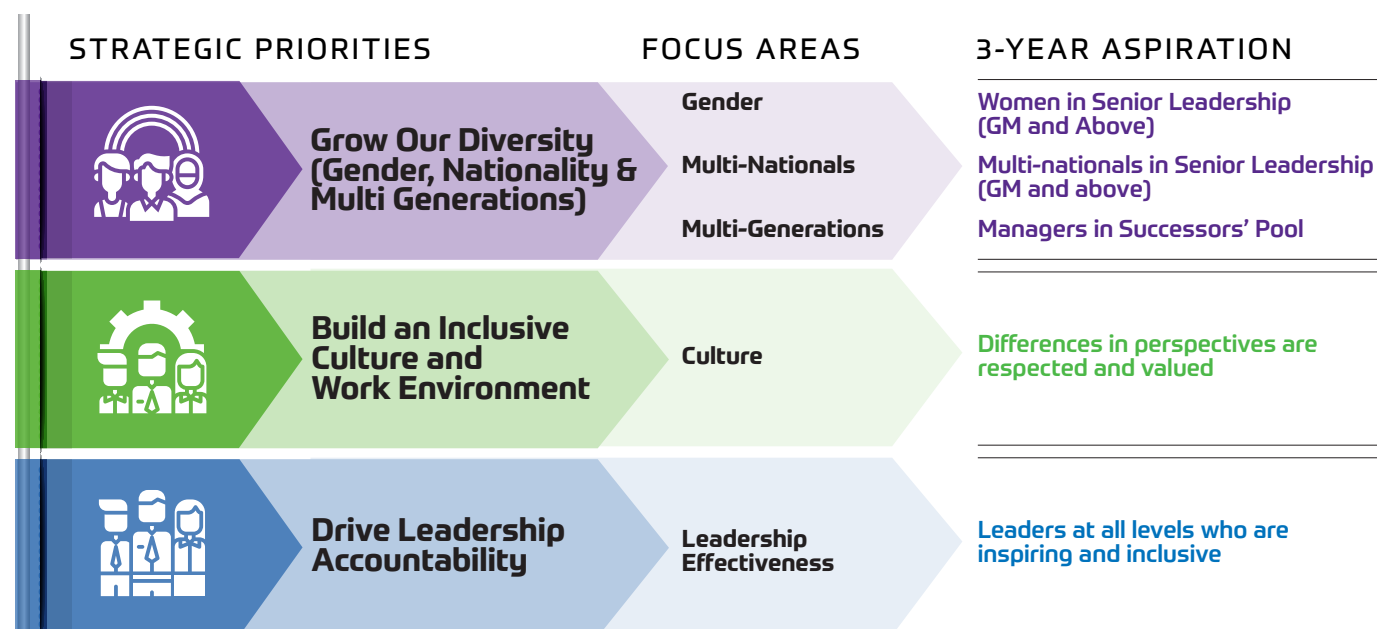 STRATEGIC PRIORITIES
FOCUS AREAS
3-YEAR ASPIRATION
Grow Our Diversity
(Gender, Nationality &
Multi Generations)
Gender
Multi-Nationals
Multi-Generations
Women in Senior Leadership
(GM and Above)
Multi-nationals in Senior Leadership
(GM and above)
Managers in Successors’ Pool
Build an Inclusive
Culture and
Work Environment
Culture
Differences in perspectives are
respected and valued
Drive Leadership
Accountability
Leadership
Effectiveness
Leaders at all levels who are
inspiring and inclusive